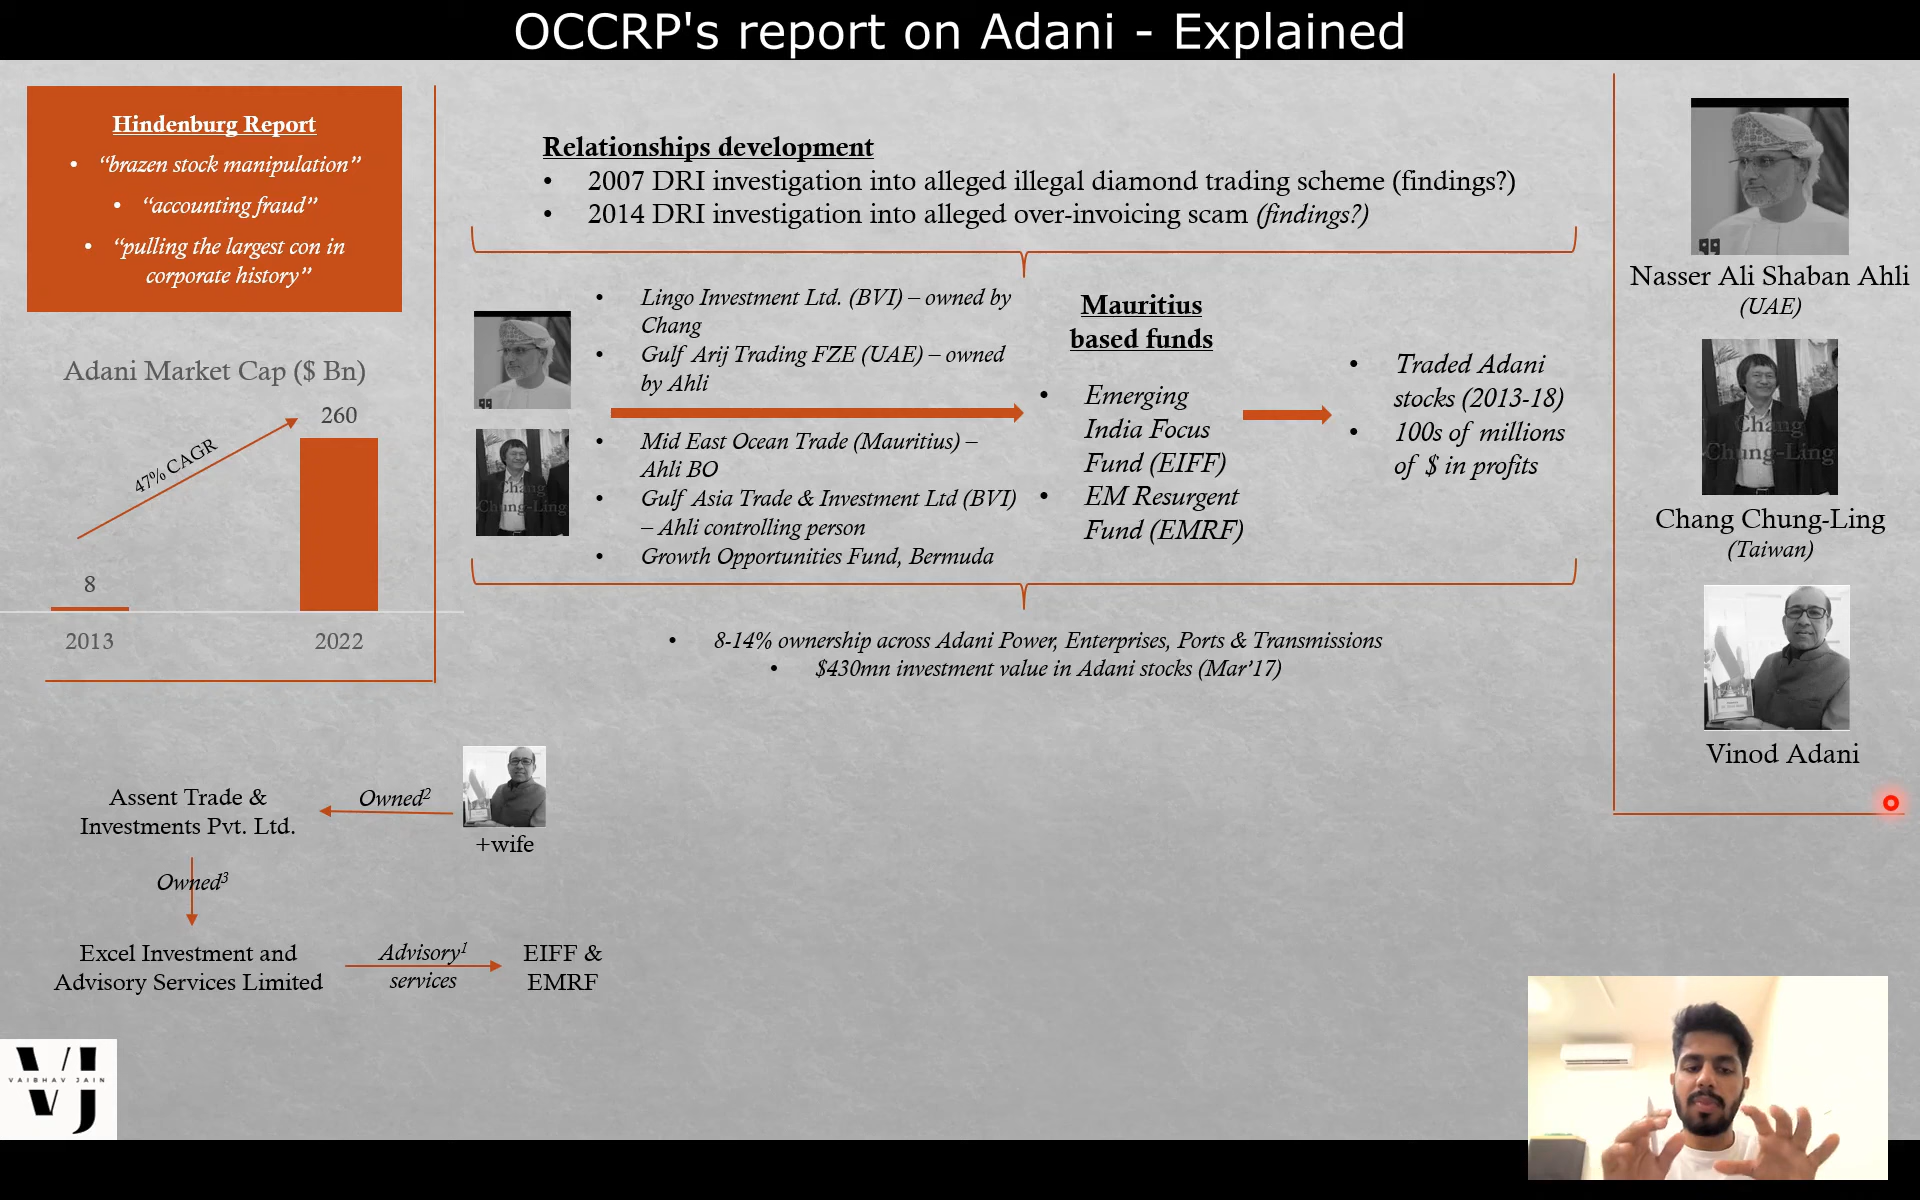 OCCRP's report on Adani - Explained
Hindenburg Report
• “brazen stock manipulation”
• “accounting fraud”
• “pulling the largest con in
corporate history”
Adani Market Cap ($ Bn)
260
47% CAGR
8
2013
2022
Relationships development
• 2007 DRI investigation into alleged illegal diamond trading scheme (findings?)
• 2014 DRI investigation into alleged over-invoicing scam (findings?)
• Lingo Investment Ltd. (BVI) – owned by
Chang
• Gulf Arij Trading FZE (UAE) – owned
by Ahli
• Mid East Ocean Trade (Mauritius) –
Ahli BO
• Gulf Asia Trade & Investment Ltd (BVI)
– Ahli controlling person
• Growth Opportunities Fund, Bermuda
Chang
Chung-Ling
Mauritius
based funds
• Emerging
India Focus
Fund (EIFF)
• EM Resurgent
Fund (EMRF)
• Traded Adani
stocks (2013-18)
• 100s of millions
of $ in profits
• 8-14% ownership across Adani Power, Enterprises, Ports & Transmissions
• $430mn investment value in Adani stocks (Mar’17)
Nasser Ali Shaban Ahli
(UAE)
Chang
Chung-Ling
Chang Chung-Ling
(Taiwan)
Vinod Adani
Assent Trade &
Investments Pvt. Ltd.
Owned²
+wife
Owned³
Excel Investment and
Advisory Services Limited
Advisory¹
services
EIFF &
EMRF
VJ
VAIBHAV JAIN